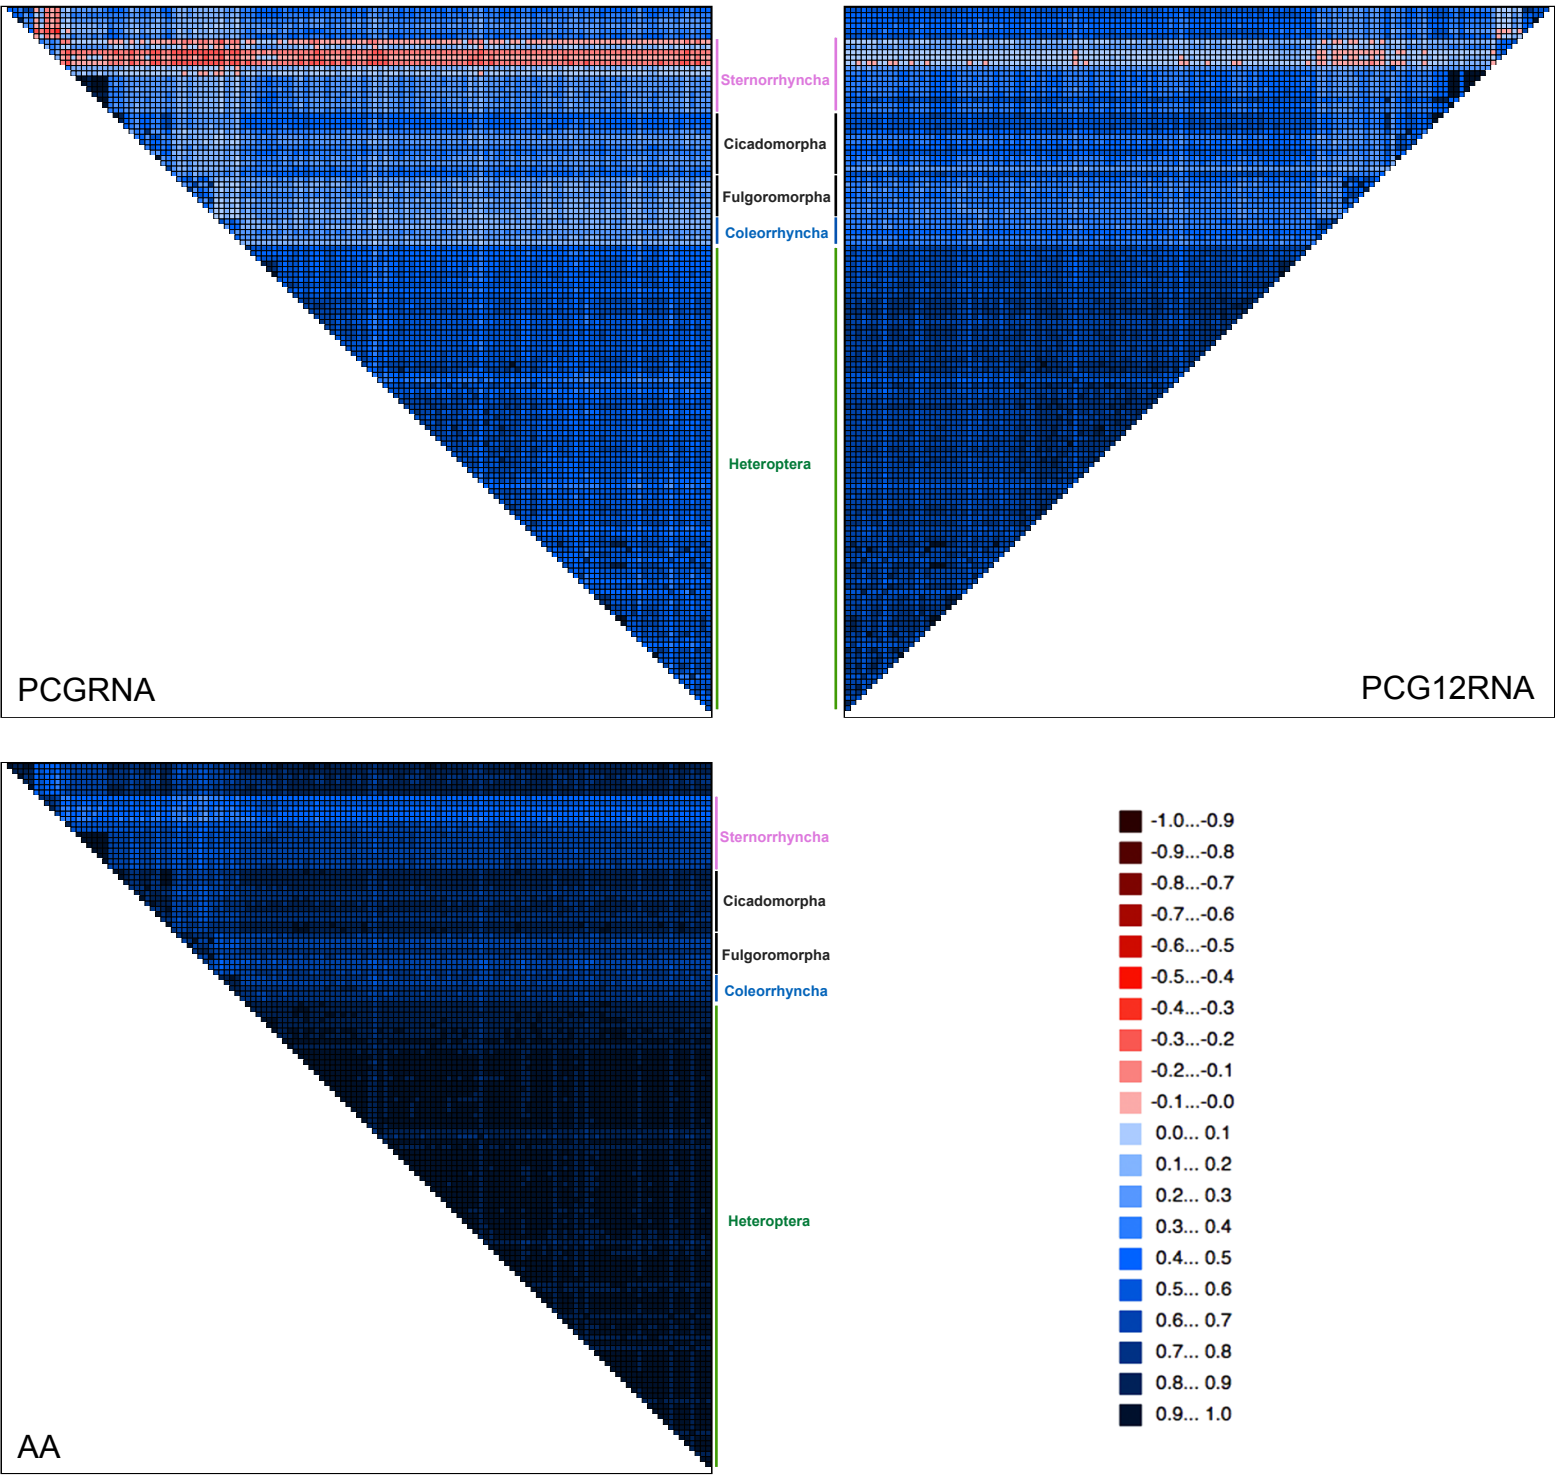 Sternorrhyncha
Cicadomorpha
Fulgoromorpha
Coleorrhyncha
Heteroptera
PCGRNA
PCG12RNA
Sternorrhyncha
Cicadomorpha
Fulgoromorpha
Coleorrhyncha
Heteroptera
AA
-1.0...-0.9
-0.9...-0.8
-0.8...-0.7
-0.7...-0.6
-0.6...-0.5
-0.5...-0.4
-0.4...-0.3
-0.3...-0.2
-0.2...-0.1
-0.1...-0.0
0.0... 0.1
0.1... 0.2
0.2... 0.3
0.3... 0.4
0.4... 0.5
0.5... 0.6
0.6... 0.7
0.7... 0.8
0.8... 0.9
0.9... 1.0